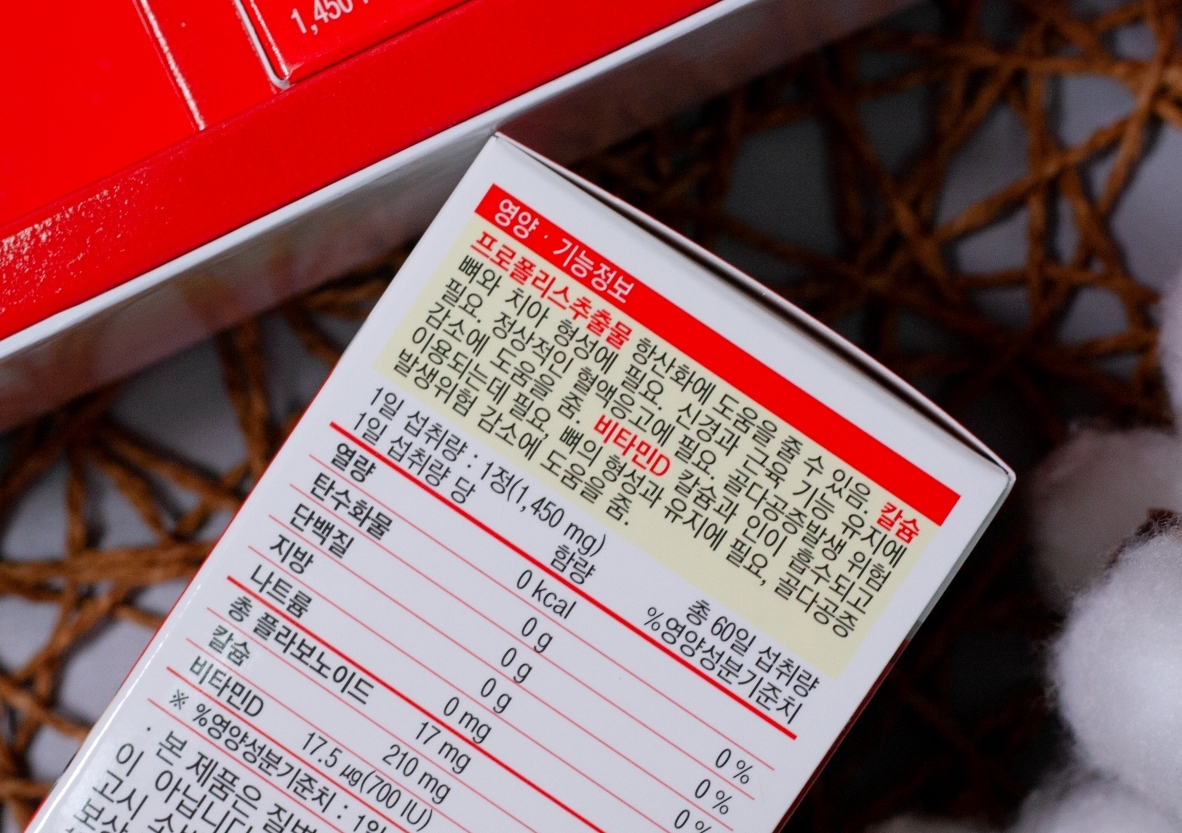 1,450
영양 · 기능정보
프로폴리스추출물 항산화에 도움을 줄 수 있음. 칼슘
뼈와 치아 형성에 필요. 신경과 근육 기능 유지에
필요. 정상적인 혈액응고에 필요. 골다공증발생 위험
감소에 도움을 줌. 비타민D 칼슘과 인이 흡수되고
이용되는데 필요. 뼈의 형성과 유지에 필요, 골다공증
발생위험 감소에 도움을 줌.
1일 섭취량 : 1정(1,450 mg) 총 60일 섭취량
1일 섭취량 당 함량 %영양성분기준치
열량 0 kcal
탄수화물 0 g 0 %
단백질 0 g 0 %
지방 0 g 0 %
나트륨 0 mg
총 플라보노이드 17 mg
칼슘 210 mg
비타민D 17.5 µg(700 IU)
※ %영양성분기준치 : 1일
· 본 제품은 질병
이 아닙니다
고시 소비
보상